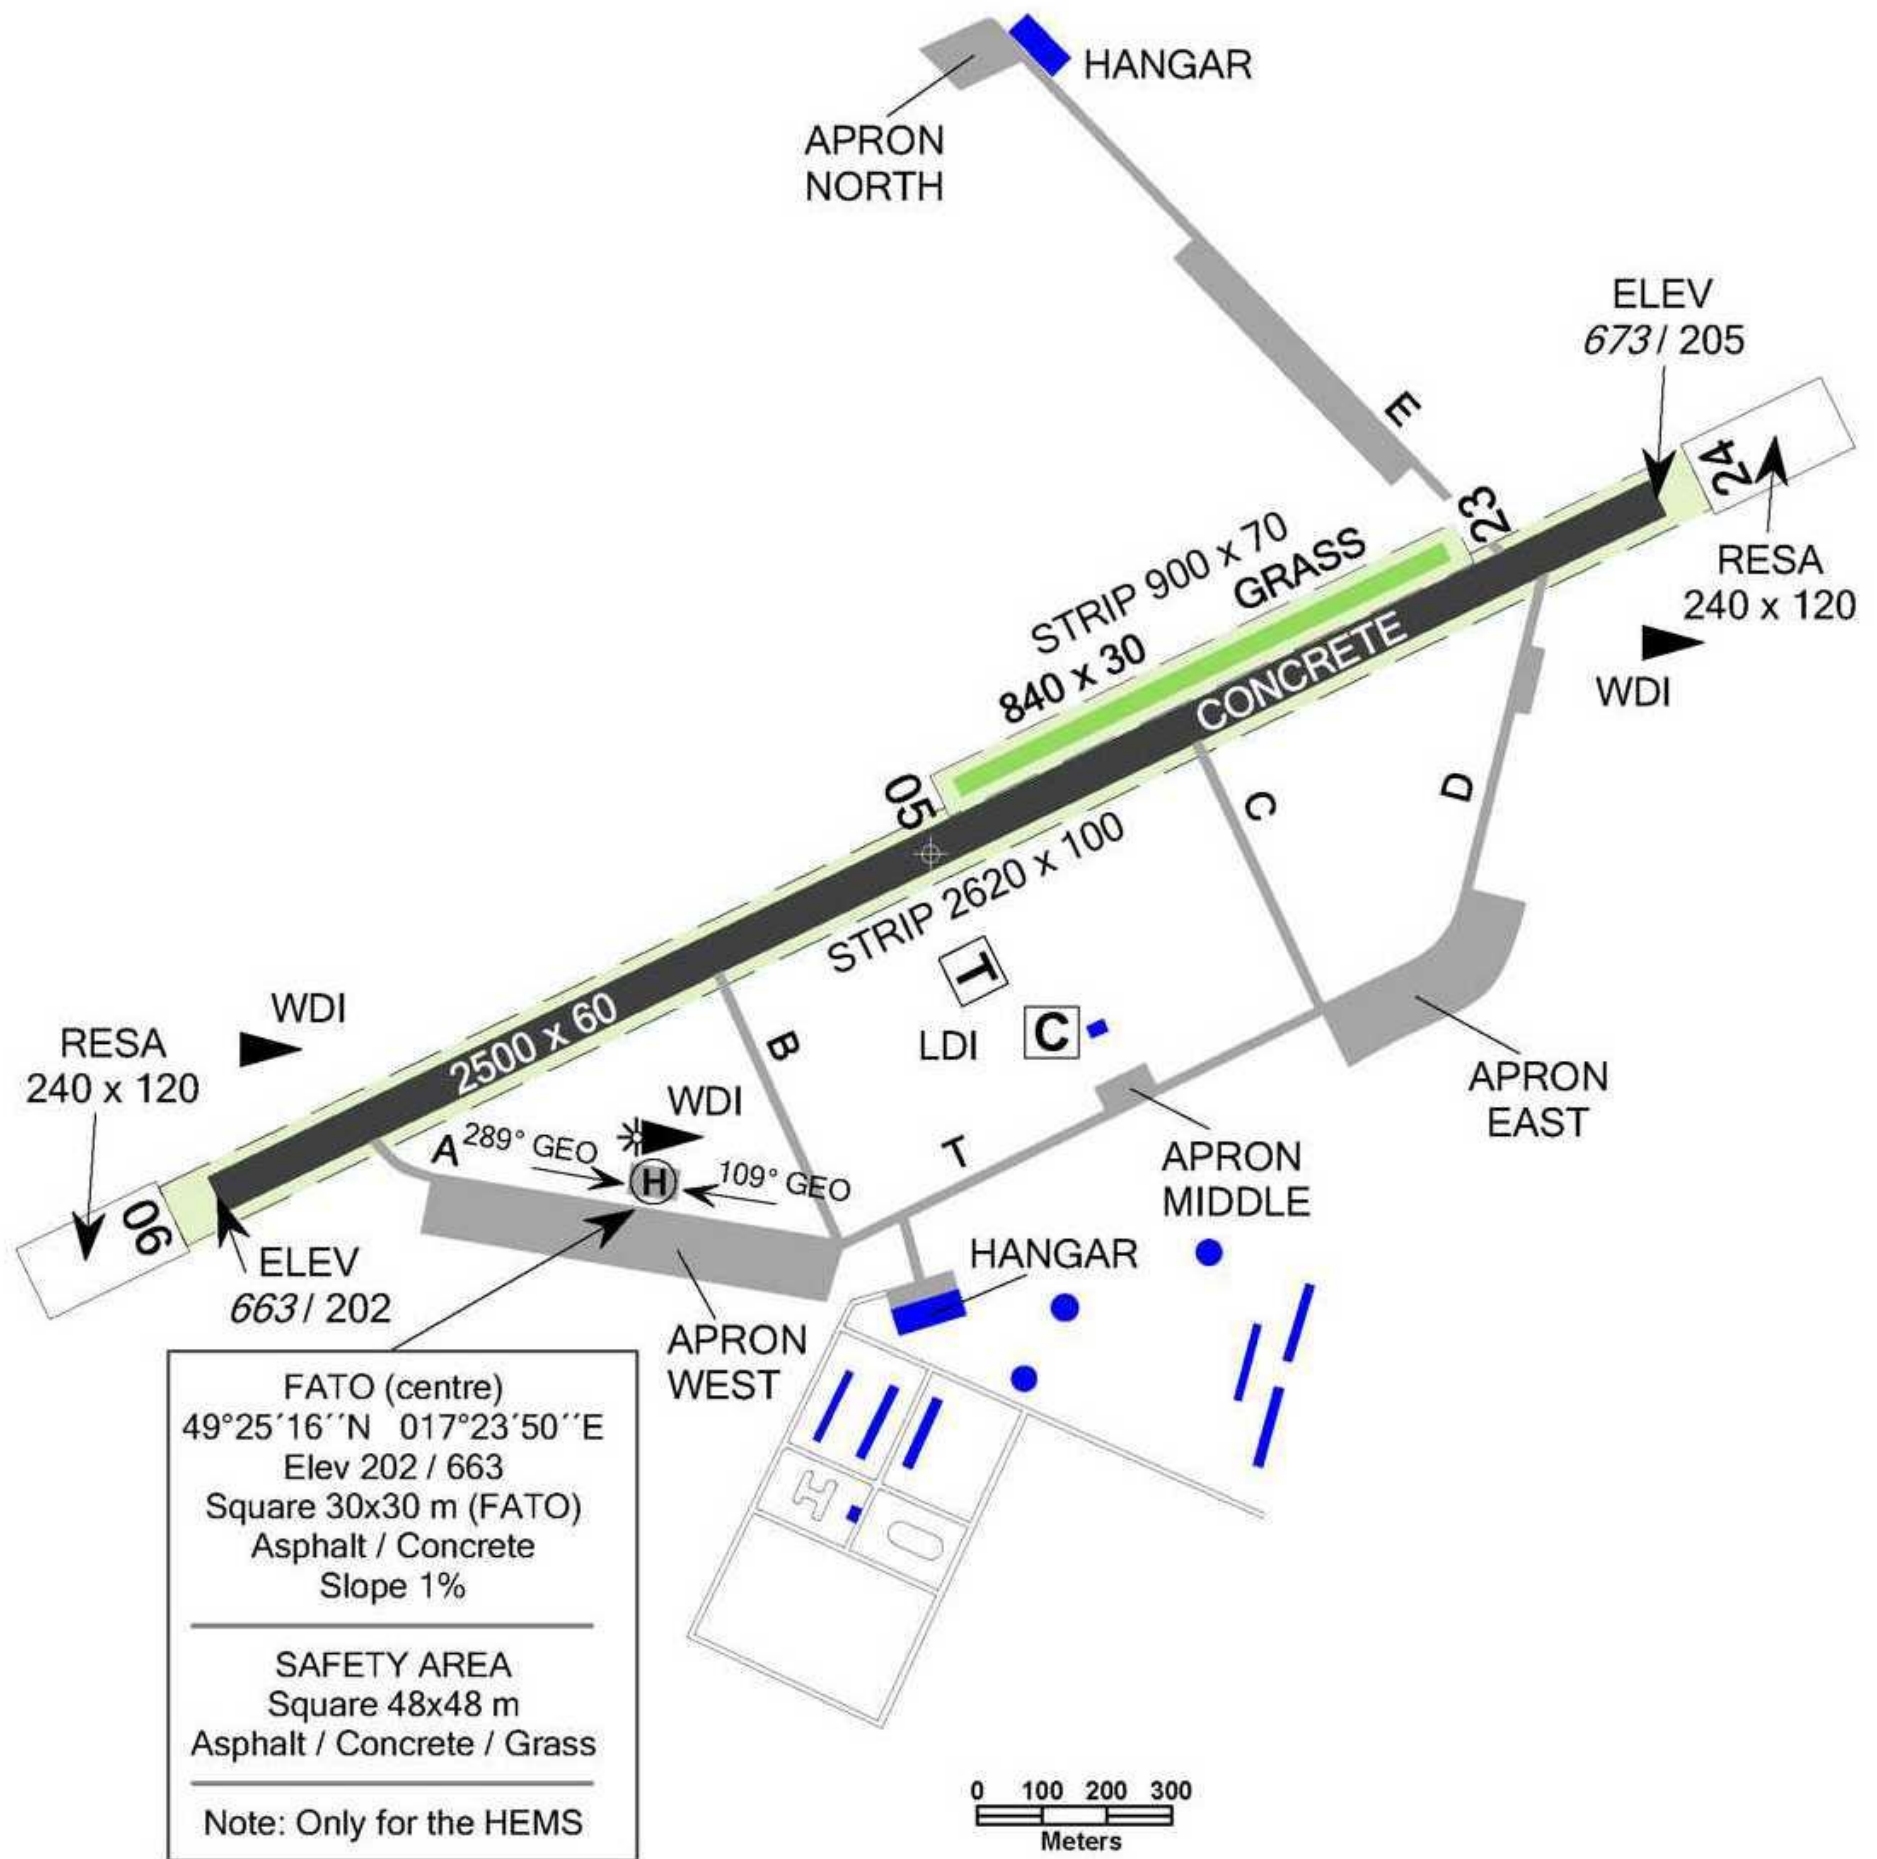 HANGAR
APRON
NORTH
ELEV
673 / 205
E
24
23
RESA
240 x 120
STRIP 900 x 70
GRASS
840 x 30
CONCRETE
WDI
05
C
D
STRIP 2620 x 100
T
C
LDI
WDI
2500 x 60
B
RESA
240 x 120
APRON
EAST
WDI
A
289° GEO
H
109° GEO
T
APRON
MIDDLE
06
ELEV
663 / 202
HANGAR
APRON
WEST
FATO (centre)
49°25´16´´N 017°23´50´´E
Elev 202 / 663
Square 30x30 m (FATO)
Asphalt / Concrete
Slope 1%
SAFETY AREA
Square 48x48 m
Asphalt / Concrete / Grass
Note: Only for the HEMS
0 100 200 300
Meters